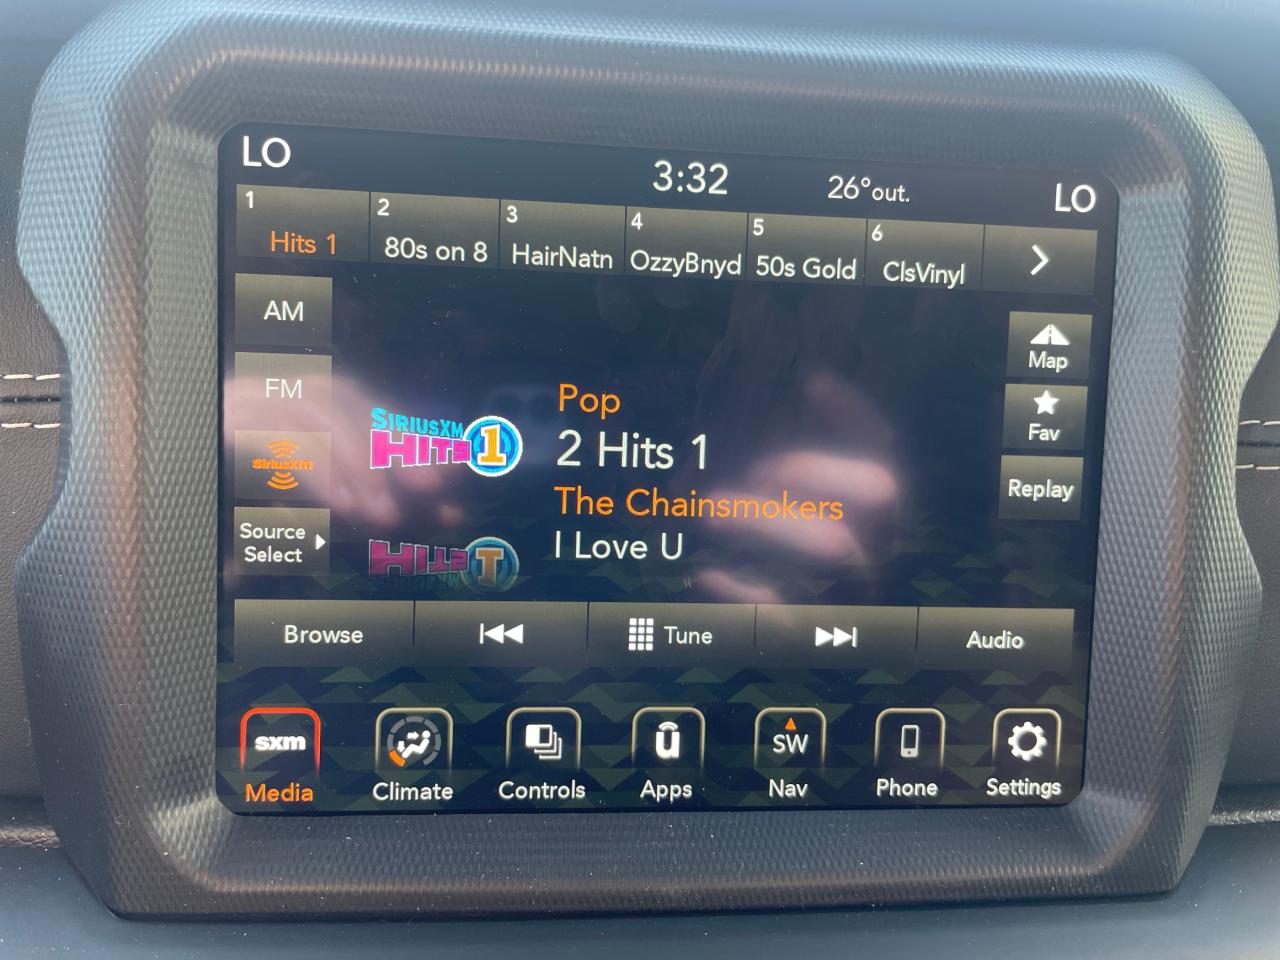 LO
3:32
26°out.
LO
1
Hits 1
2
80s on 8
3
HairNatn
4
OzzyBnyd
5
50s Gold
6
ClsVinyl
AM
FM
SiriusXM
Source
Select
SIRIUSXM
HITS 1
Pop
2 Hits 1
The Chainsmokers
I Love U
Map
Fav
Replay
Browse
Tune
Audio
sxm
Media
Climate
Controls
ū
Apps
SW
Nav
Phone
Settings